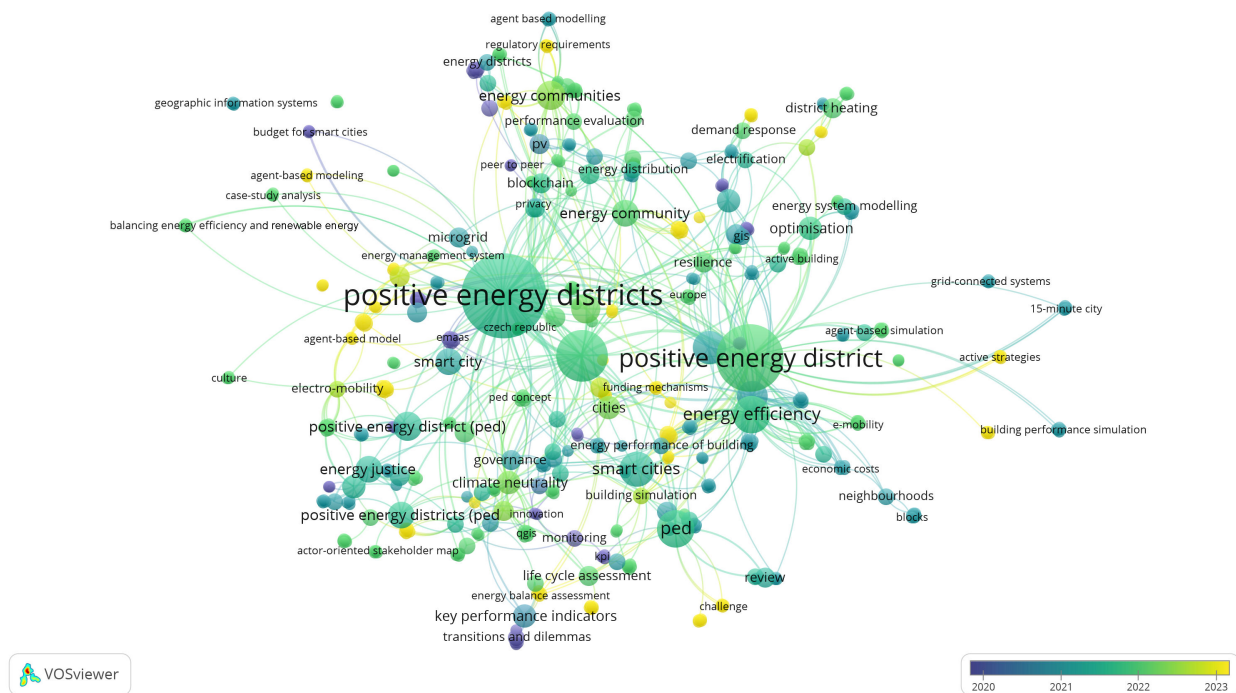 agent based modelling
regulatory requirements
energy districts
energy communities
geographic information systems
district heating
performance evaluation
budget for smart cities
demand response
pv
electrification
peer to peer
energy distribution
agent-based modeling
blockchain
case-study analysis
privacy
energy community
energy system modelling
balancing energy efficiency and renewable energy
optimisation
microgrid
gis
energy management system
resilience
active building
grid-connected systems
positive energy districts
europe
15-minute city
czech republic
agent-based simulation
agent-based model
emaas
positive energy district
active strategies
smart city
culture
electro-mobility
funding mechanisms
ped concept
cities
energy efficiency
positive energy district (ped)
e-mobility
building performance simulation
energy performance of building
governance
energy justice
smart cities
economic costs
climate neutrality
building simulation
neighbourhoods
positive energy districts (ped
innovation
blocks
ped
qgis
monitoring
actor-oriented stakeholder map
kpi
life cycle assessment
review
energy balance assessment
challenge
key performance indicators
transitions and dilemmas
VOSviewer
2020 2021 2022 2023